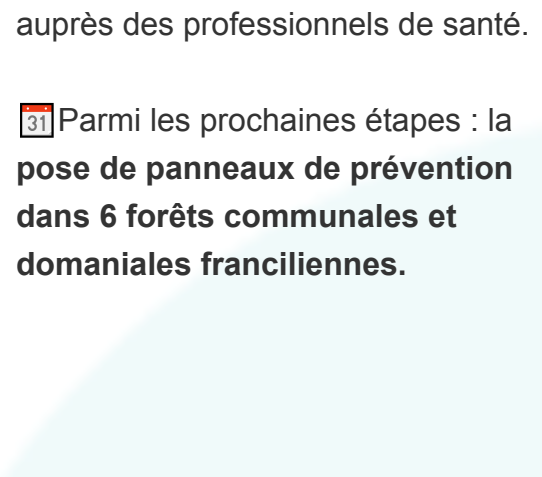 auprès des professionnels de santé.
📅Parmi les prochaines étapes : la
pose de panneaux de prévention
dans 6 forêts communales et
domaniales franciliennes.